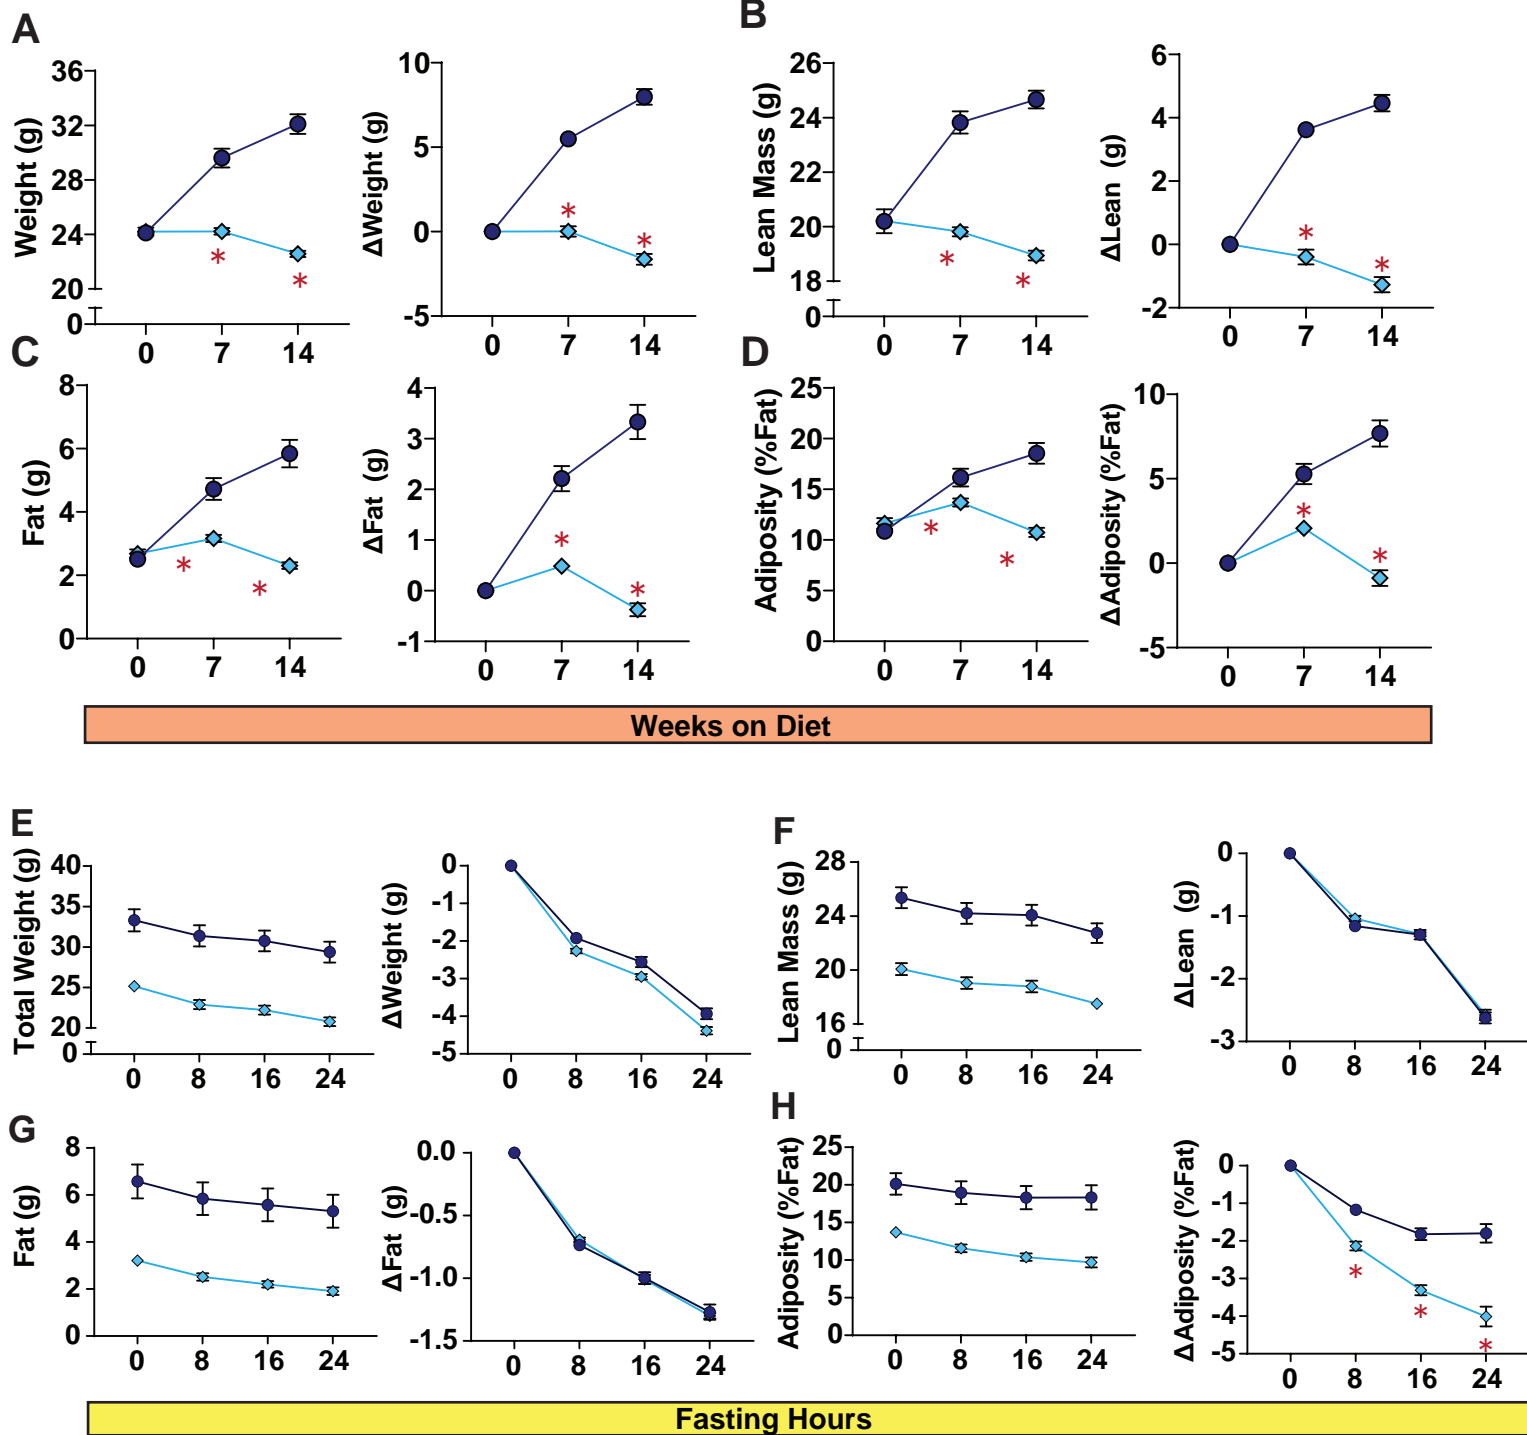 A
Weight (g)
36
32
28
24
20
0
0 7 14
ΔWeight (g)
10
5
0
-5
0 7 14
B
Lean Mass (g)
26
24
22
20
18
0
0 7 14
ΔLean (g)
6
4
2
0
-2
0 7 14
C
Fat (g)
8
6
4
2
0
0 7 14
ΔFat (g)
4
3
2
1
0
-1
0 7 14
D
Adiposity (%Fat)
25
20
15
10
5
0
0 7 14
ΔAdiposity (%Fat)
10
5
0
-5
0 7 14
Weeks on Diet
E
Total Weight (g)
40
35
30
25
20
0
0 8 16 24
ΔWeight (g)
0
-1
-2
-3
-4
-5
0 8 16 24
F
Lean Mass (g)
28
24
20
16
0
0 8 16 24
ΔLean (g)
0
-1
-2
-3
0 8 16 24
G
Fat (g)
8
6
4
2
0
0 8 16 24
ΔFat (g)
0.0
-0.5
-1.0
-1.5
0 8 16 24
H
Adiposity (%Fat)
25
20
15
10
5
0
0 8 16 24
ΔAdiposity (%Fat)
0
-1
-2
-3
-4
-5
0 8 16 24
Fasting Hours